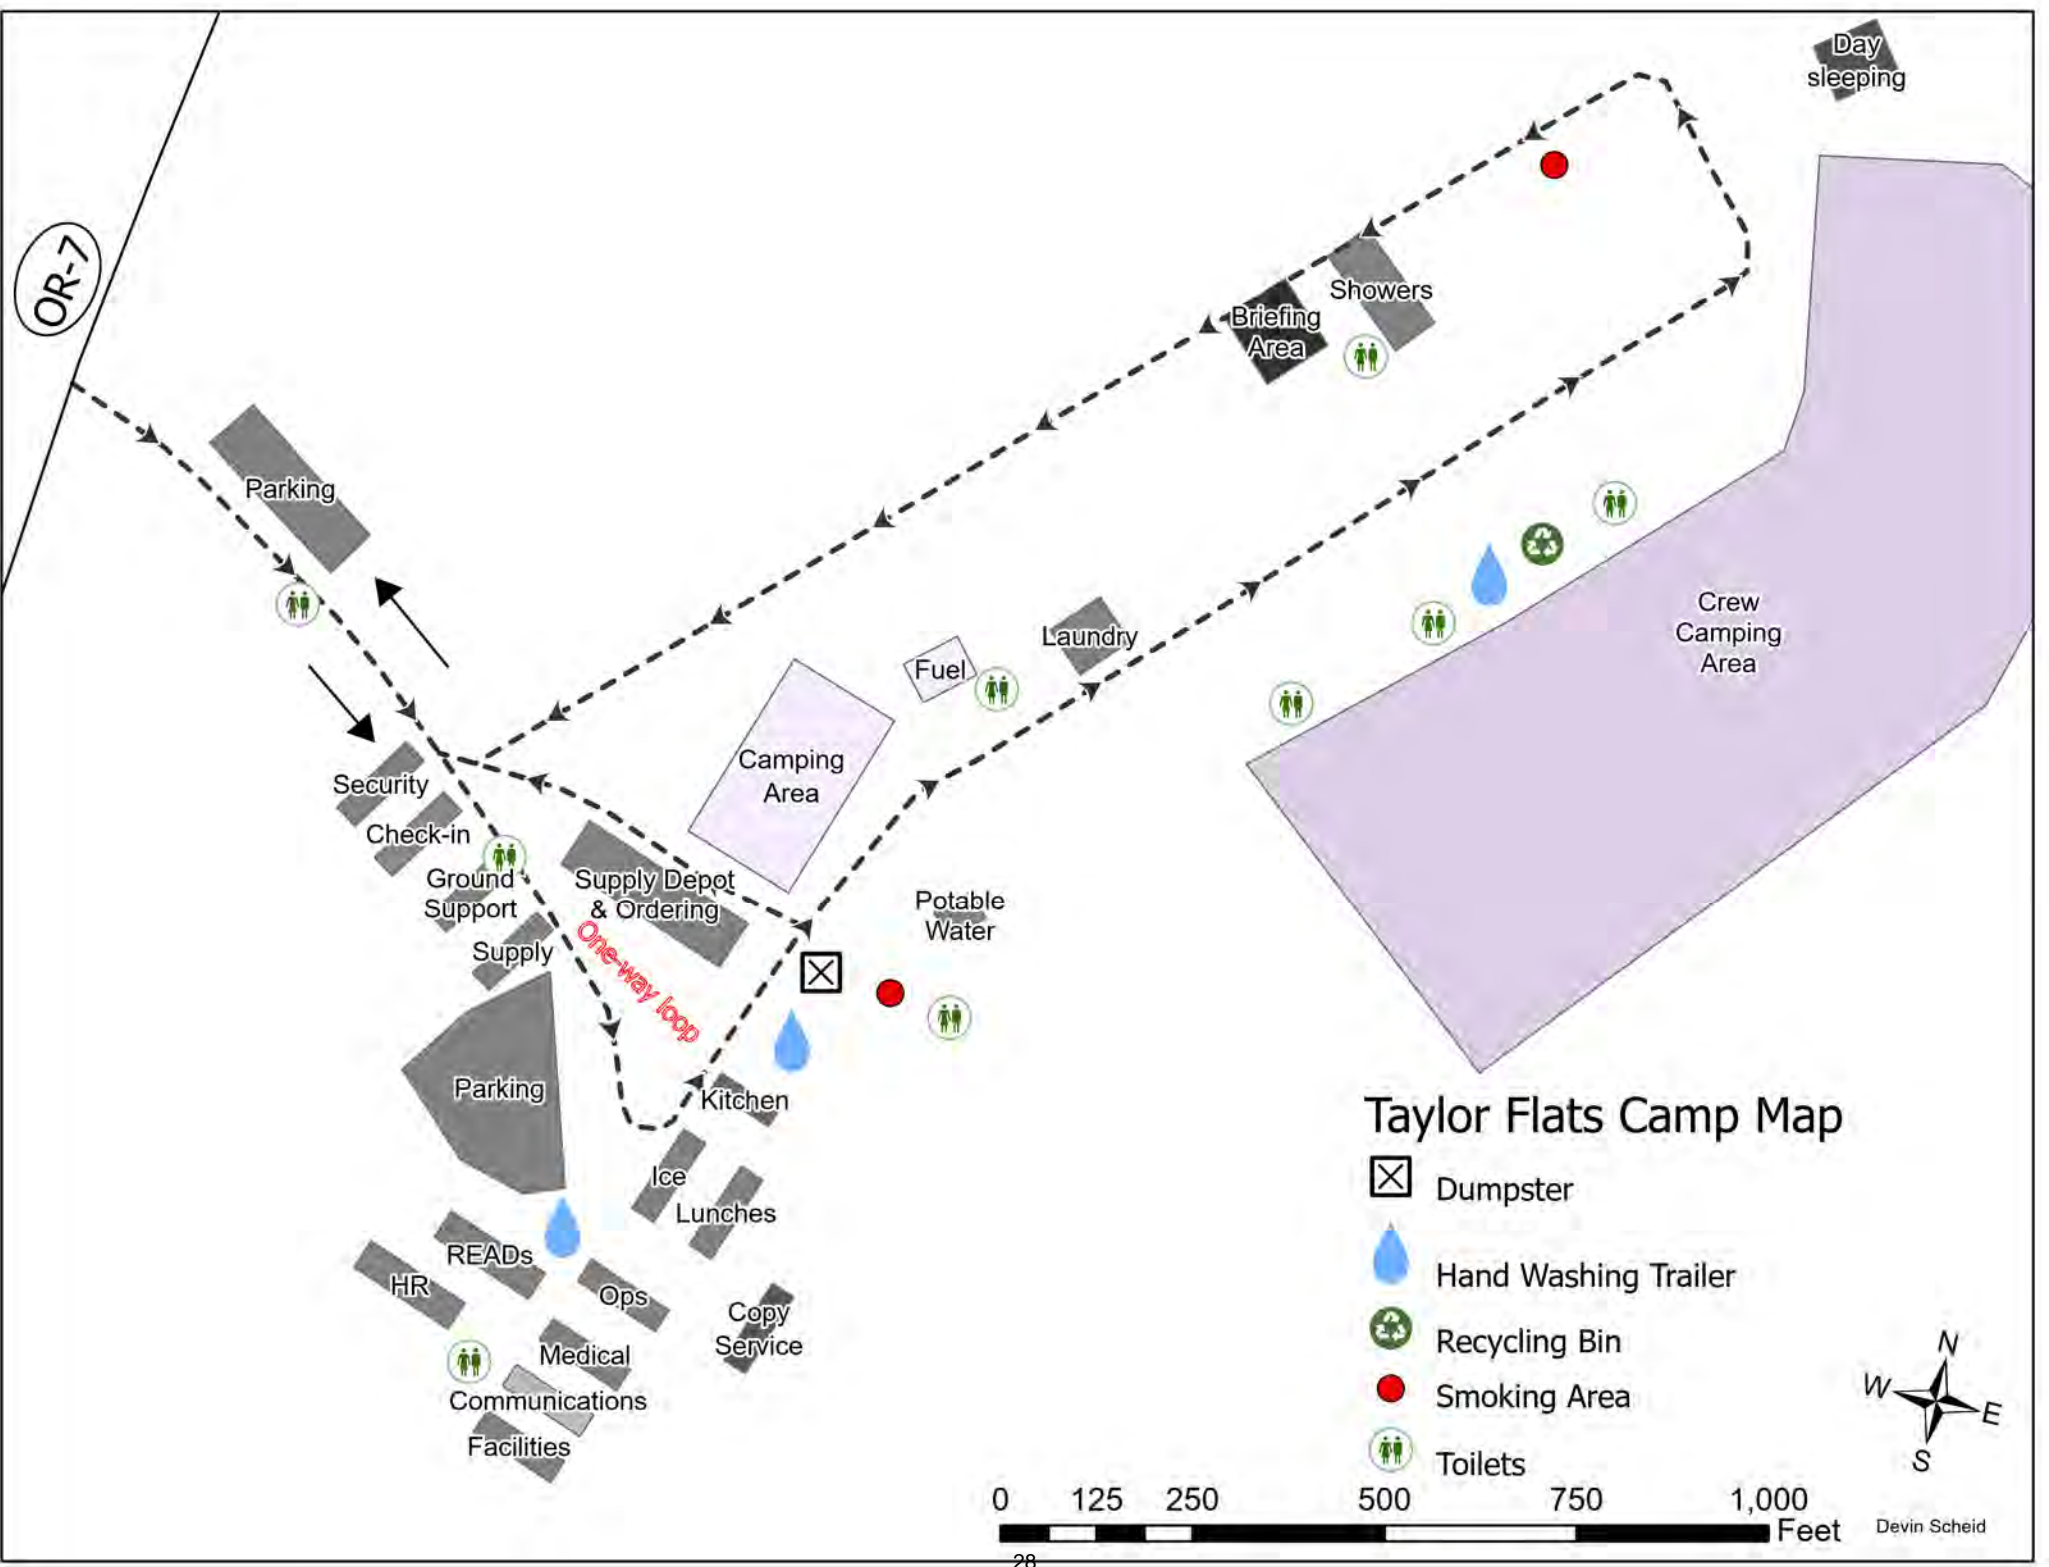 Day
sleeping
OR-7
Showers
Briefing
Area
Parking
Crew
Camping
Area
Laundry
Fuel
Camping
Area
Security
Check-in
Ground
Support
Supply Depot
& Ordering
Potable
Water
Supply
One-way loop
Parking
Kitchen
Ice
Lunches
READs
HR
Ops
Copy
Service
Medical
Communications
Facilities
Taylor Flats Camp Map
Dumpster
Hand Washing Trailer
Recycling Bin
Smoking Area
Toilets
N
W
E
S
0 125 250 500 750 1,000
Feet
Devin Scheid
28